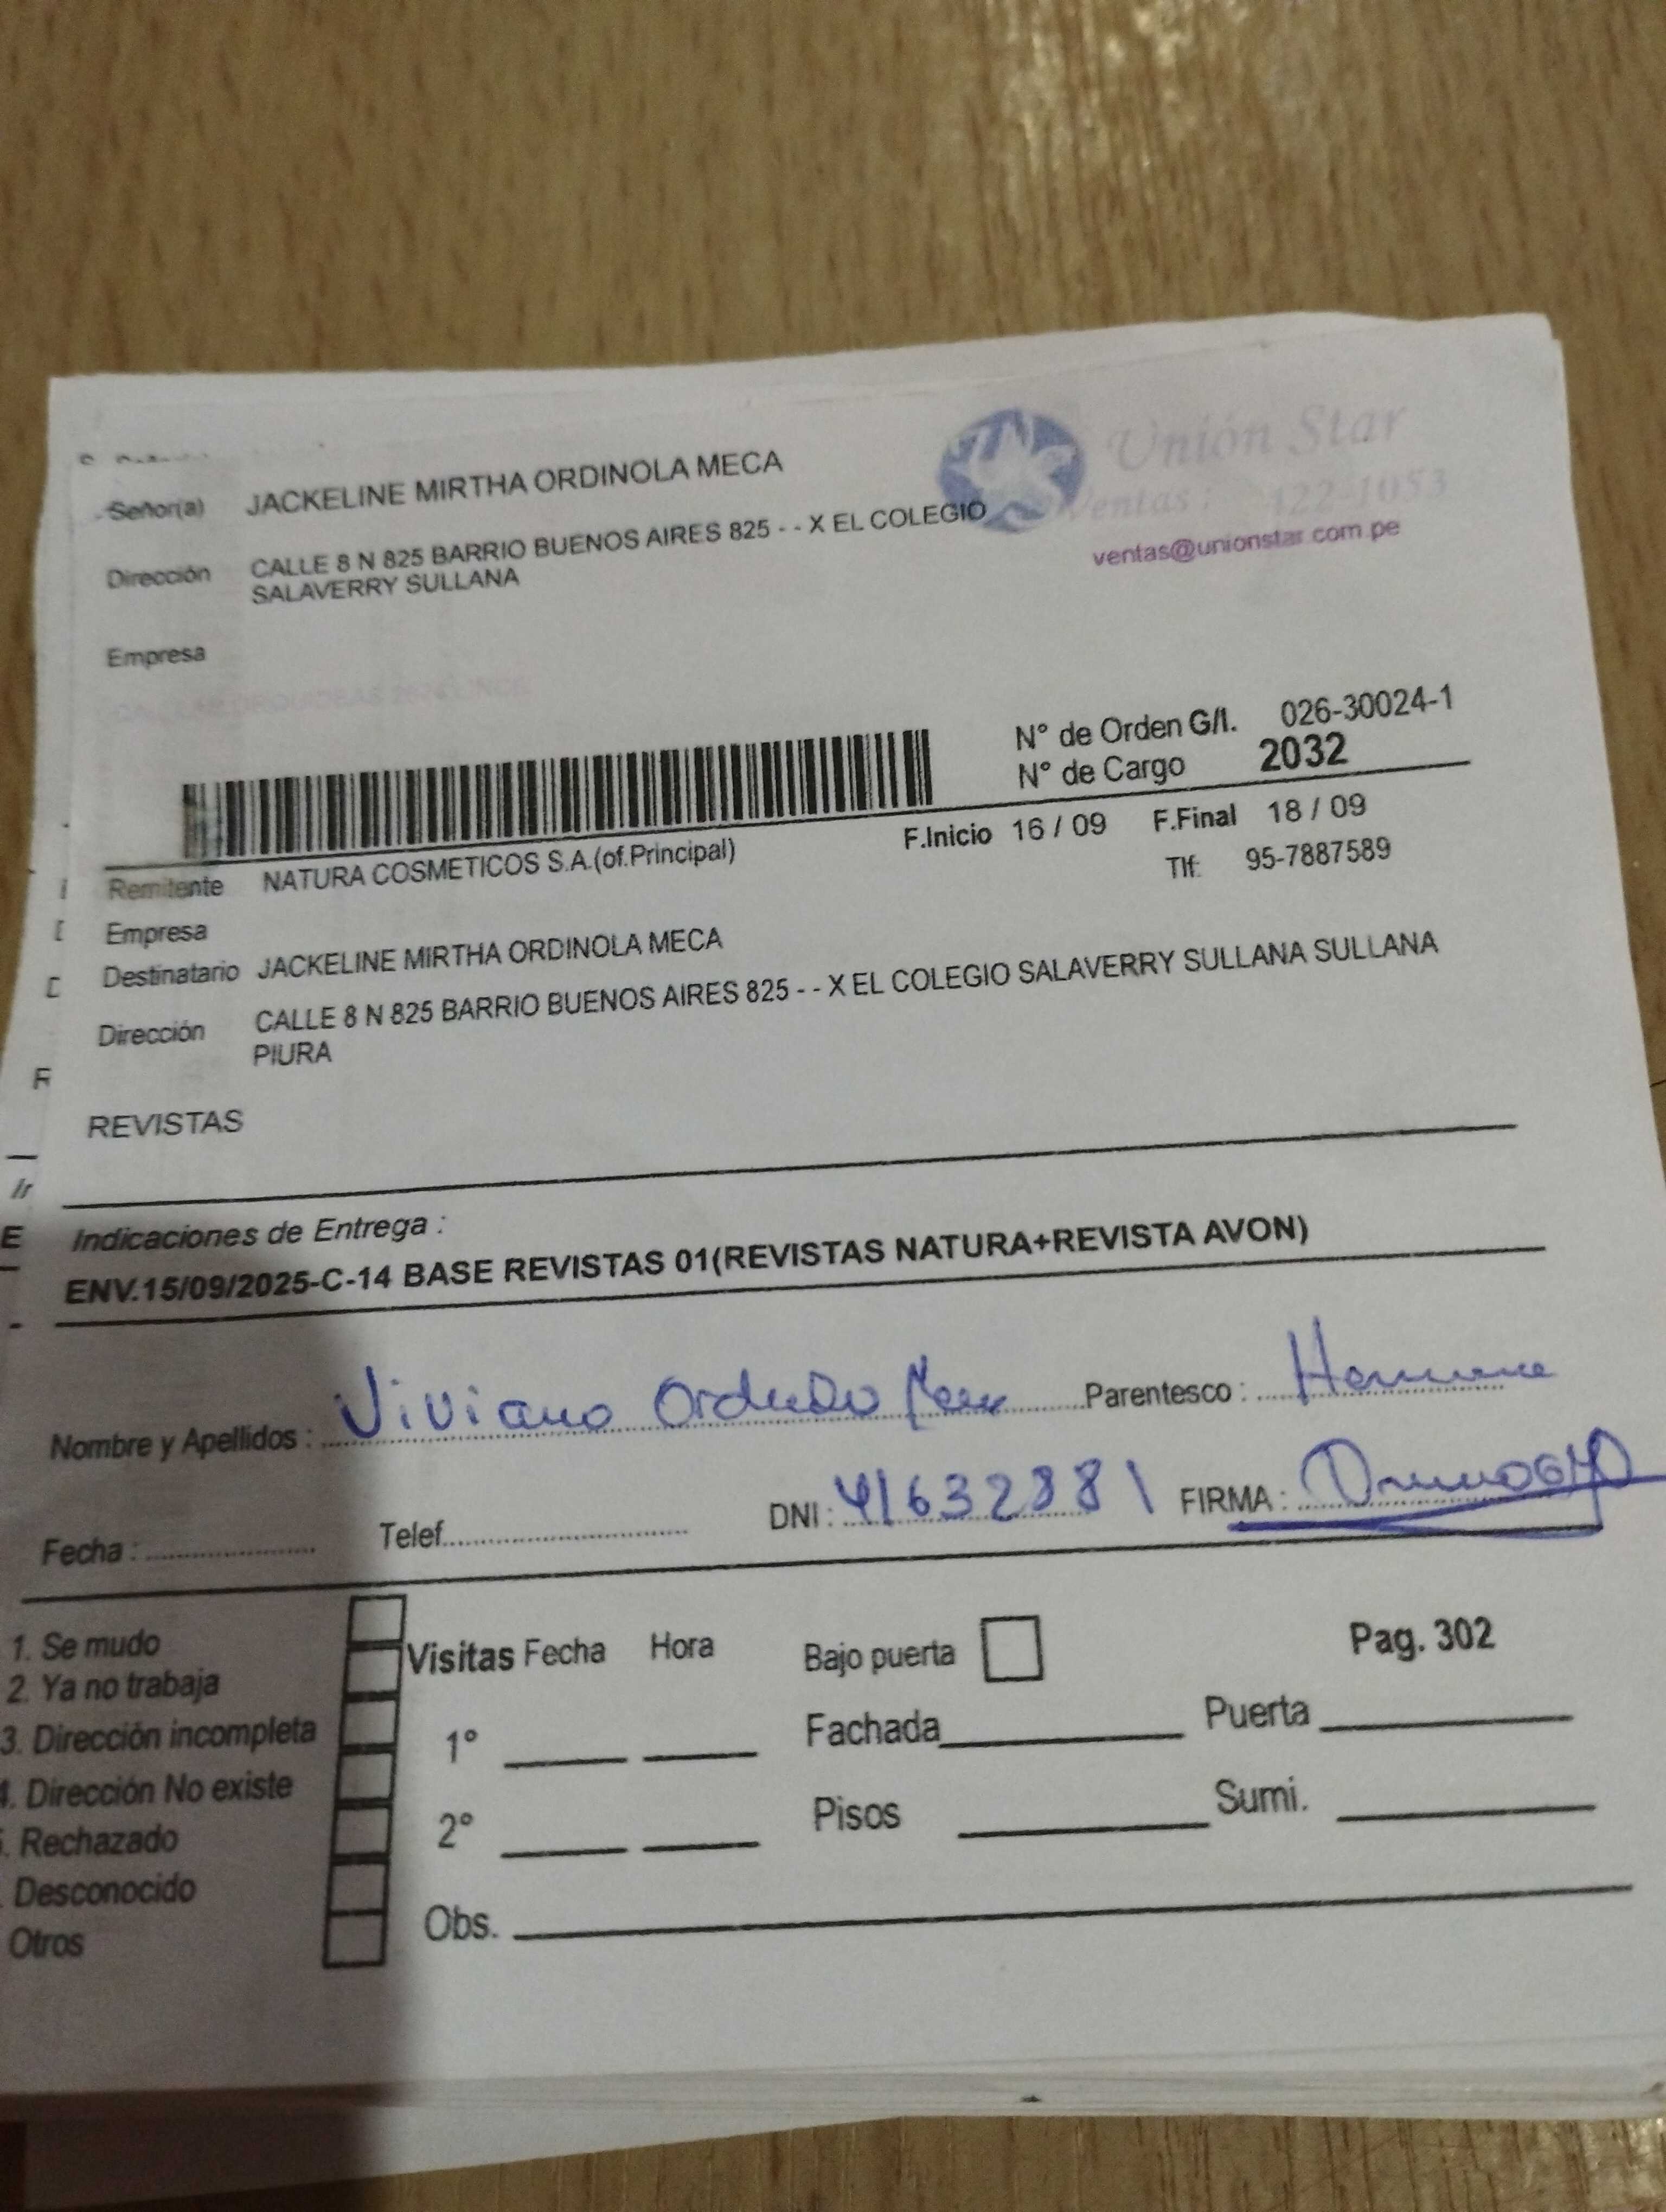 Unión Star
Señor(a) JACKELINE MIRTHA ORDINOLA MECA
Ventas: 422-1053
ventas@unionstar.com.pe
Dirección CALLE 8 N 825 BARRIO BUENOS AIRES 825 - - X EL COLEGIO
SALAVERRY SULLANA
Empresa
N° de Orden G/I. 026-30024-1
N° de Cargo 2032
F.Inicio 16 / 09 F.Final 18 / 09
Remitente NATURA COSMETICOS S.A.(of.Principal) Tlf: 95-7887589
Empresa
Destinatario JACKELINE MIRTHA ORDINOLA MECA
Dirección CALLE 8 N 825 BARRIO BUENOS AIRES 825 - - X EL COLEGIO SALAVERRY SULLANA SULLANA
PIURA
REVISTAS
Indicaciones de Entrega :
ENV.15/09/2025-C-14 BASE REVISTAS 01(REVISTAS NATURA+REVISTA AVON)
Nombre y Apellidos : Viviana Parentesco : Hermana
Fecha : Telef. DNI : 41632881 FIRMA :
1. Se mudo
2. Ya no trabaja
3. Dirección incompleta
4. Dirección No existe
. Rechazado
Desconocido
Otros
Visitas Fecha Hora
1°
2°
Obs.
Bajo puerta Pag. 302
Fachada Puerta
Pisos Sumi.